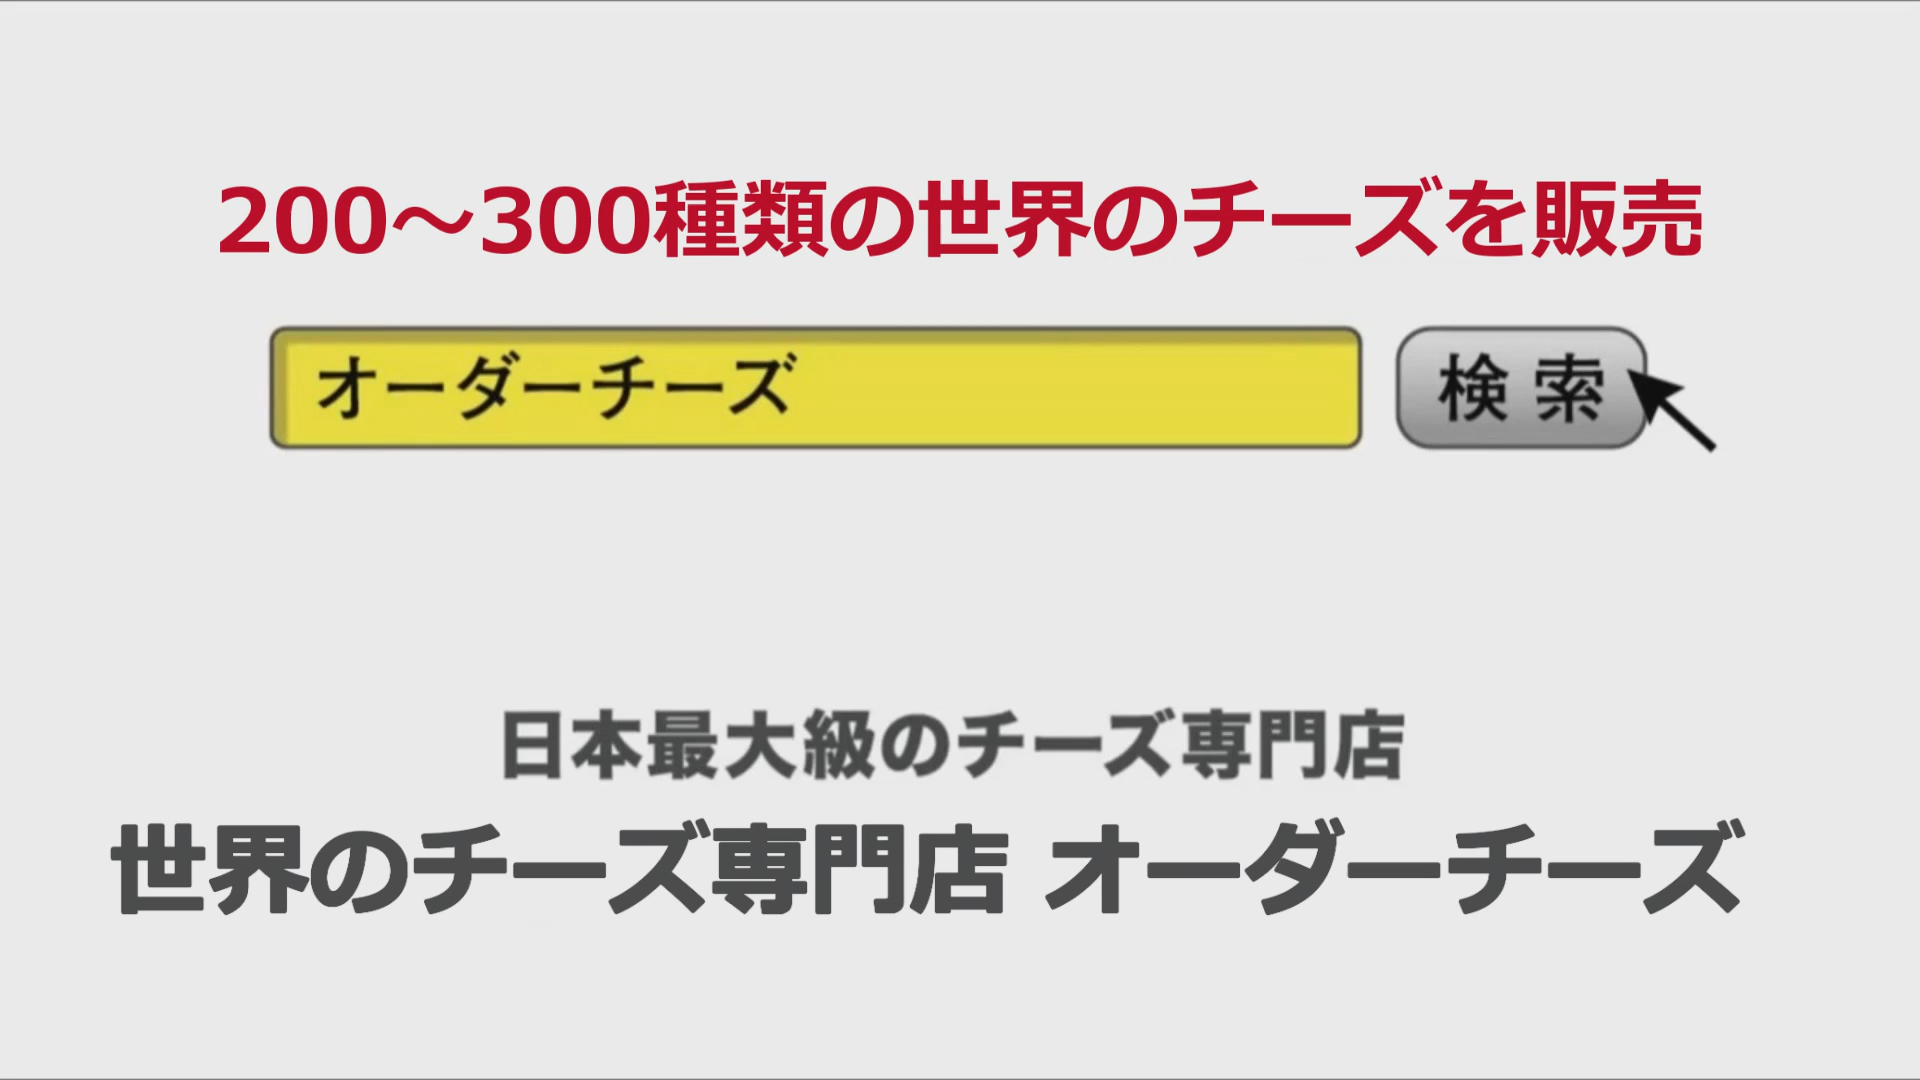 200～300種類の世界のチーズを販売
オーダーチーズ 検索
日本最大級のチーズ専門店
世界のチーズ専門店 オーダーチーズ